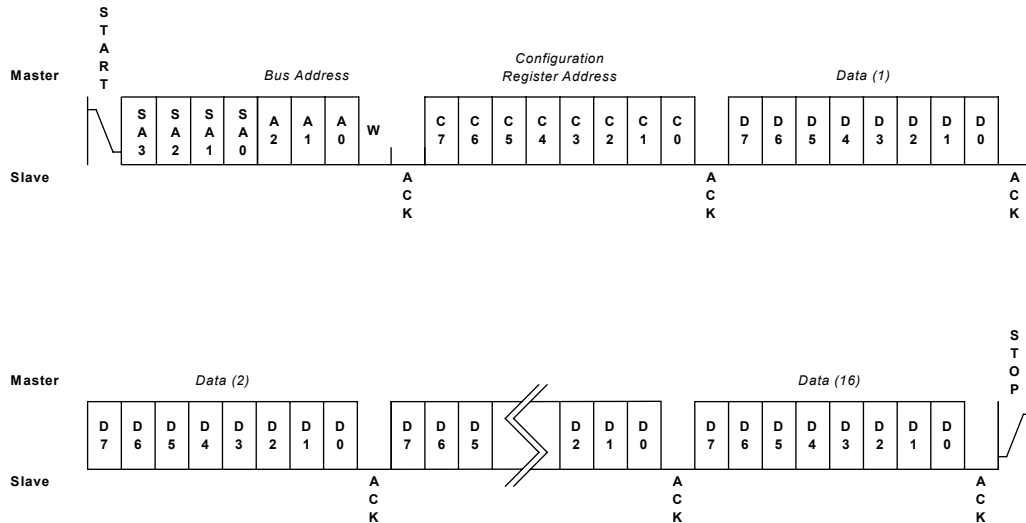 START
Master
Bus Address
Configuration
Register Address
Data (1)
SA3 SA2 SA1 SA0 A2 A1 A0 W C7 C6 C5 C4 C3 C2 C1 C0 D7 D6 D5 D4 D3 D2 D1 D0
Slave
ACK ACK ACK
STOP
Master
Data (2)
Data (16)
D7 D6 D5 D4 D3 D2 D1 D0 D7 D6 D5 D2 D1 D0 D7 D6 D5 D4 D3 D2 D1 D0
Slave
ACK ACK ACK